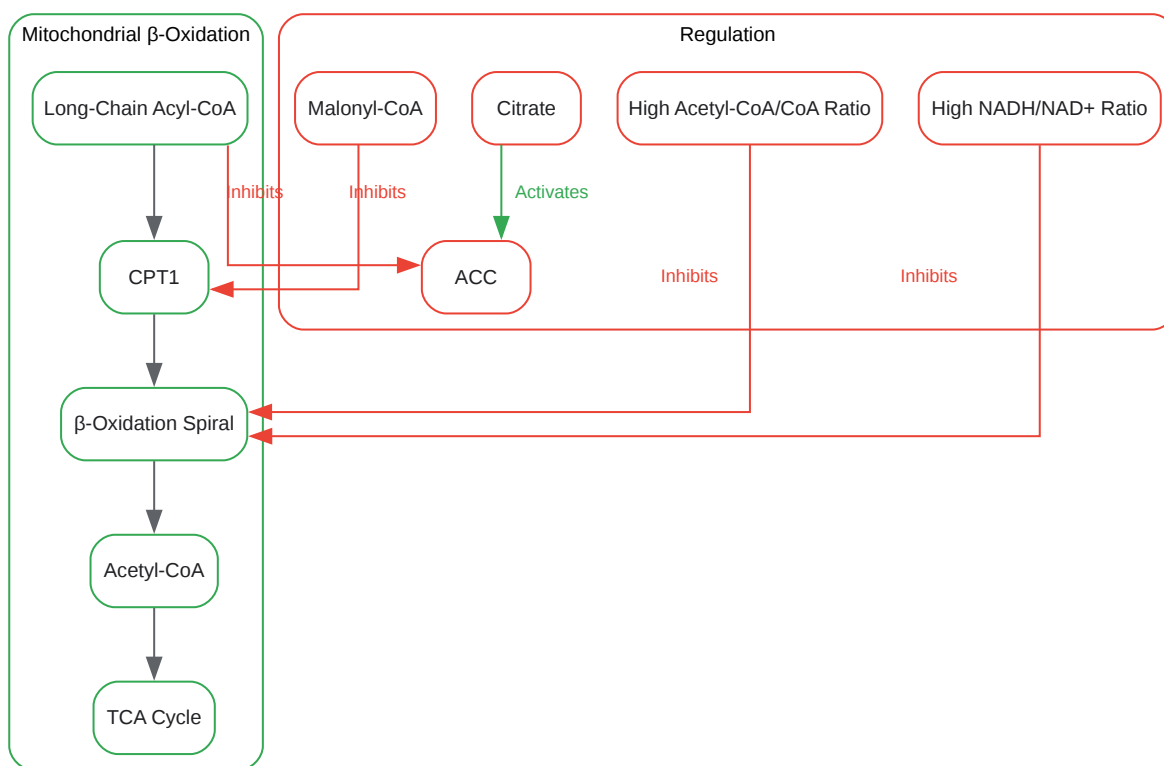 Mitochondrial β-Oxidation
Regulation
Long-Chain Acyl-CoA
Malonyl-CoA
Citrate
High Acetyl-CoA/CoA Ratio
High NADH/NAD+ Ratio
Inhibits
Inhibits
Activates
CPT1
ACC
Inhibits
Inhibits
β-Oxidation Spiral
Acetyl-CoA
TCA Cycle